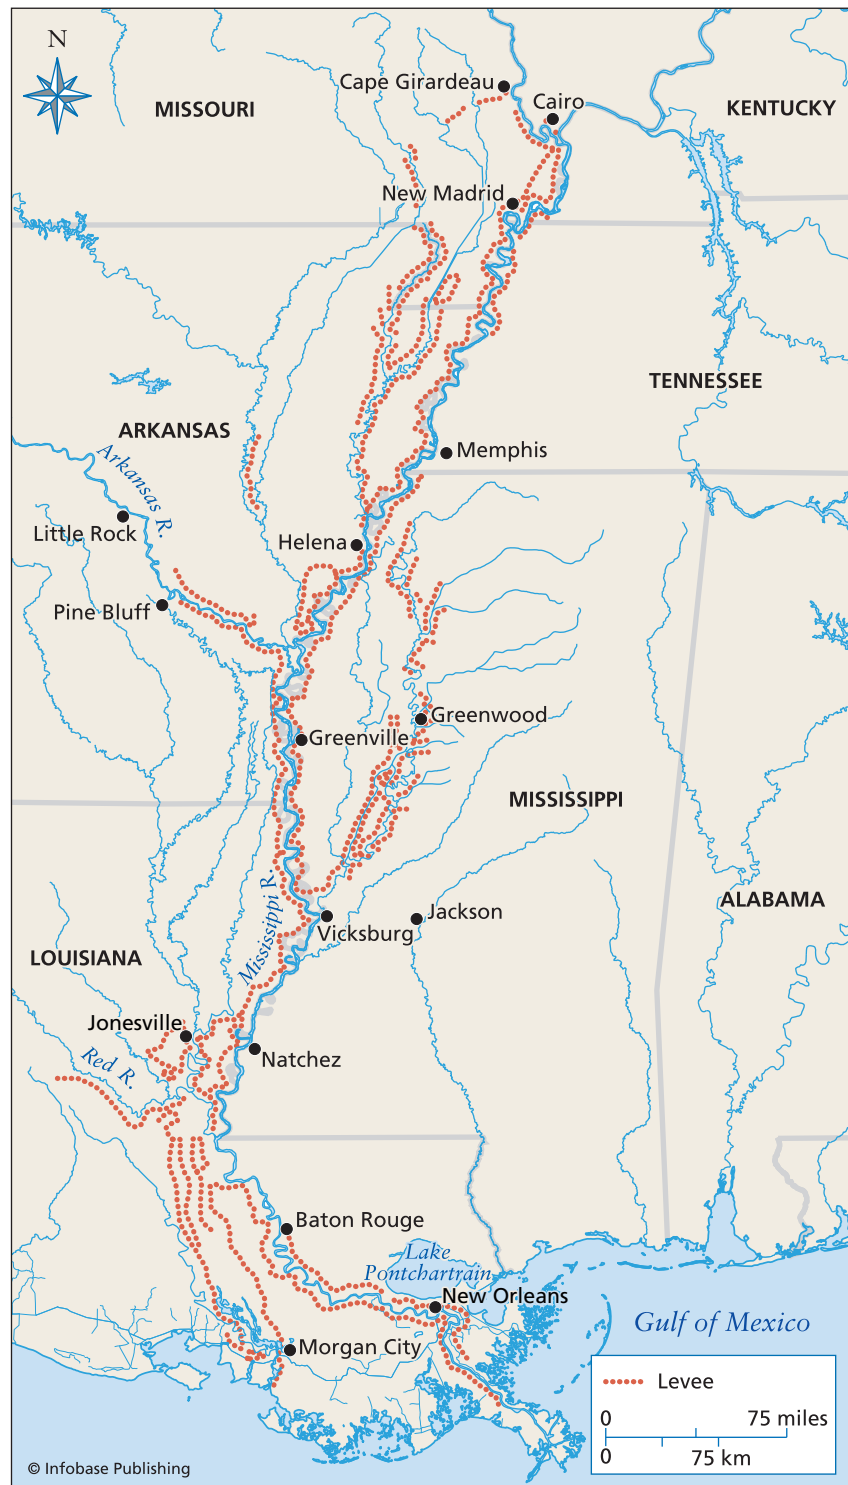 N
Cape Girardeau
Cairo
MISSOURI
KENTUCKY
New Madrid
TENNESSEE
ARKANSAS
Memphis
Arkansas R.
Little Rock
Helena
Pine Bluff
Greenwood
Greenville
MISSISSIPPI
Mississippi R.
ALABAMA
Jackson
Vicksburg
LOUISIANA
Jonesville
Natchez
Red R.
Baton Rouge
Lake
Pontchartrain
New Orleans
Gulf of Mexico
Morgan City
Levee
0 75 miles
0 75 km
© Infobase Publishing